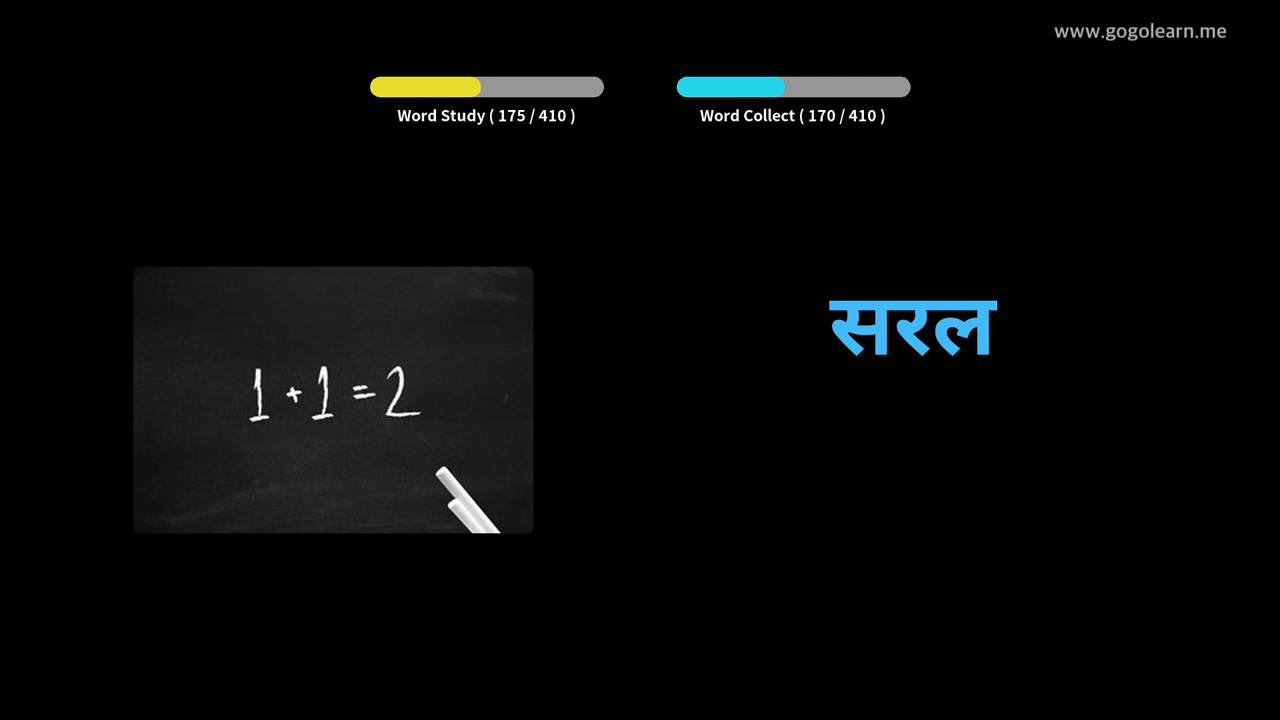 www.gogolearn.me
Word Study ( 175 / 410 )
Word Collect ( 170 / 410 )
सरल
1 + 1 = 2